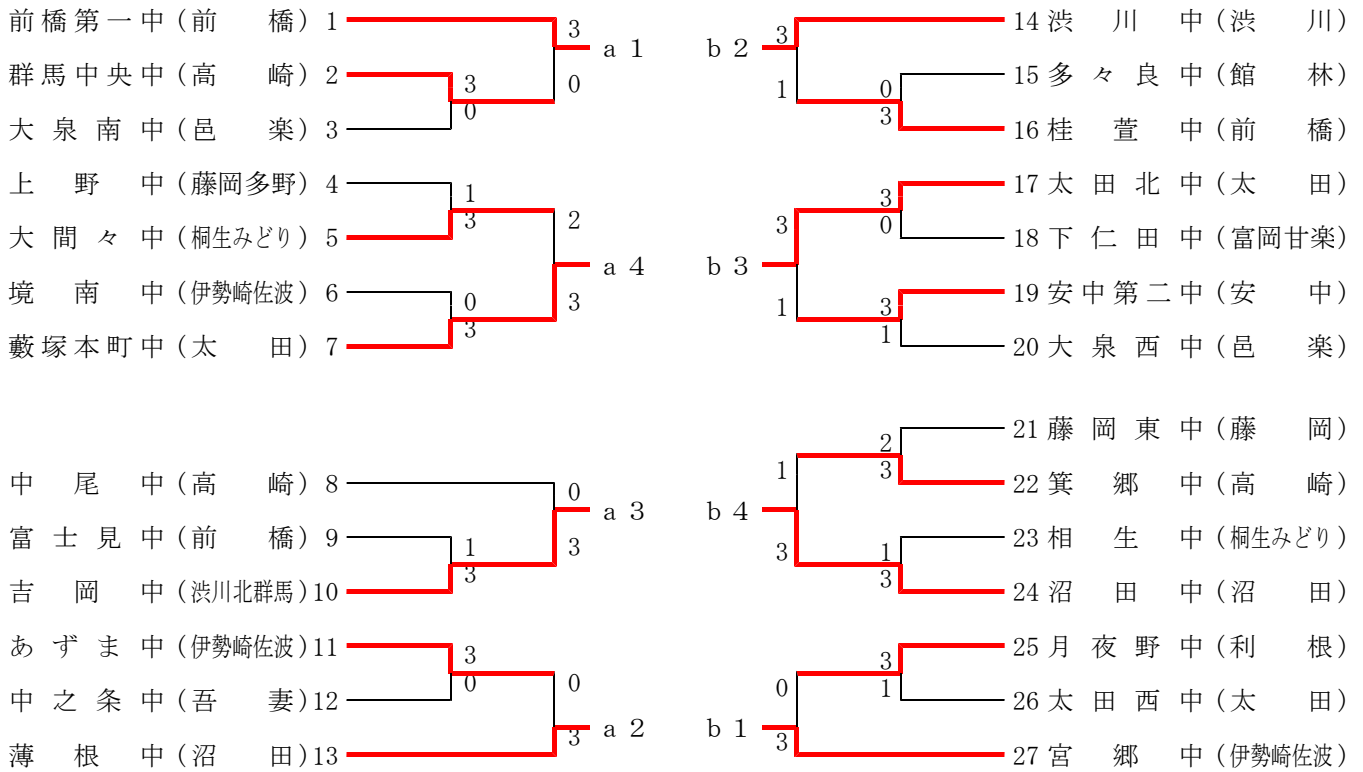 前橋第一中(前　橋) 1
3
a 1
0
群馬中央中(高　崎) 2
3
0
大泉南中(邑　楽) 3
上野中(藤岡多野) 4
1
3
2
大間々中(桐生みどり) 5
a 4
境南中(伊勢崎佐波) 6
0
3
3
藪塚本町中(太　田) 7
中尾中(高　崎) 8
0
a 3
富士見中(前　橋) 9
1
3
3
吉岡中(渋川北群馬)10
あずま中(伊勢崎佐波)11
3
0
0
中之条中(吾　妻)12
3
a 2
薄根中(沼　田)13
b 2
3
1
14 渋川中(渋　川)
15 多々良中(館　林)
0
3
16 桂萱中(前　橋)
17 太田北中(太　田)
3
0
3
18 下仁田中(富岡甘楽)
b 3
19 安中第二中(安　中)
1
3
1
20 大泉西中(邑　楽)
21 藤岡東中(藤　岡)
2
3
1
22 箕郷中(高　崎)
b 4
3
23 相生中(桐生みどり)
1
3
24 沼田中(沼　田)
25 月夜野中(利　根)
3
1
0
26 太田西中(太　田)
b 1
3
27 宮郷中(伊勢崎佐波)